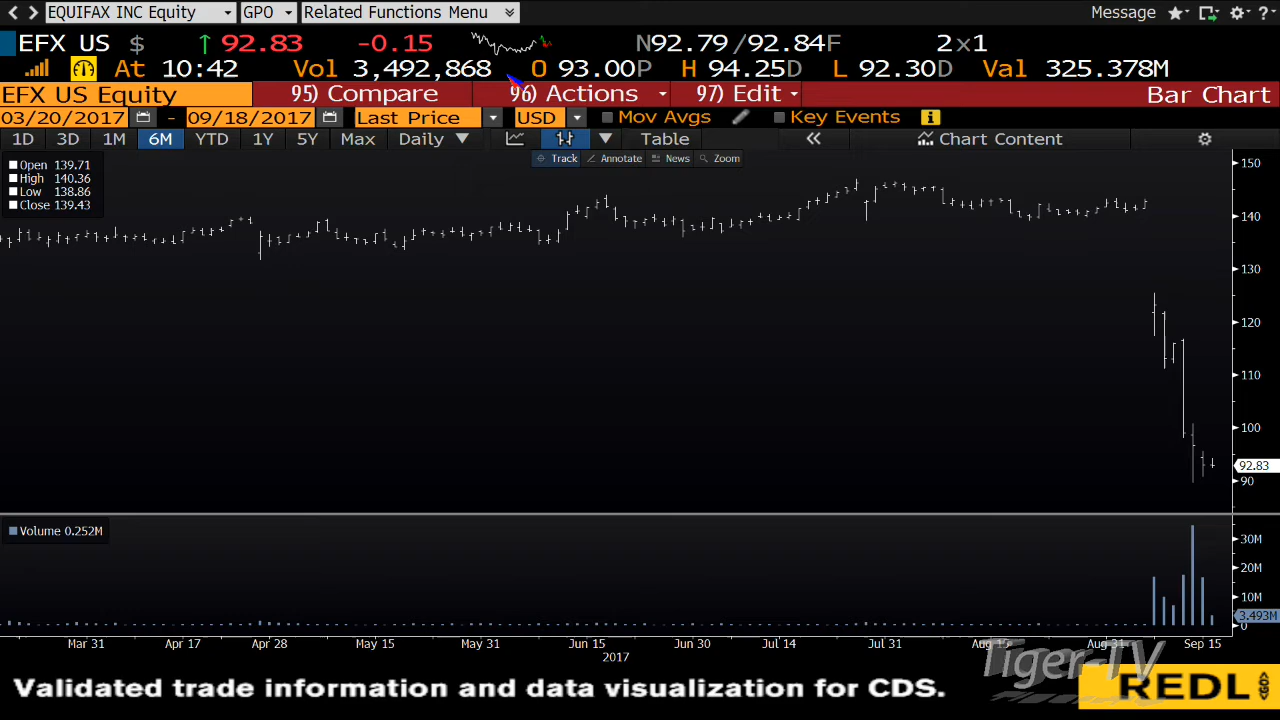 EQUIFAX INC Equity GPO Related Functions Menu Message ?
EFX US $ ↑ 92.83 -0.15 N92.79 /92.84F 2x1
At 10:42 Vol 3,492,868 O 93.00P H 94.25D L 92.30D Val 325.378M
EFX US Equity 95) Compare 96) Actions 97) Edit Bar Chart
03/20/2017 - 09/18/2017 Last Price USD Mov Avgs Key Events i
1D 3D 1M 6M YTD 1Y 5Y Max Daily Table « Chart Content
Track Annotate News Zoom
Open 139.71
High 140.36
Low 138.86
Close 139.43
150
140
130
120
110
100
92.83
90
Volume 0.252M
30M
20M
10M
3.493M
0
Mar 31 Apr 17 Apr 28 May 15 May 31 Jun 15 Jun 30 Jul 14 Jul 31 Aug 15 Aug 31 Sep 15
2017
Tiger-TV
Validated trade information and data visualization for CDS.
REDL